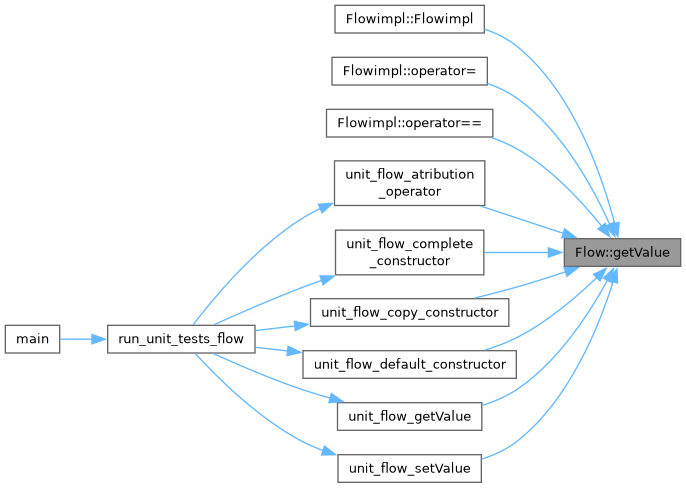 Flowimpl::Flowimpl
Flowimpl::operator=
Flowimpl::operator==
unit_flow_atribution
_operator
unit_flow_complete
_constructor
Flow::getValue
unit_flow_copy_constructor
main
run_unit_tests_flow
unit_flow_default_constructor
unit_flow_getValue
unit_flow_setValue